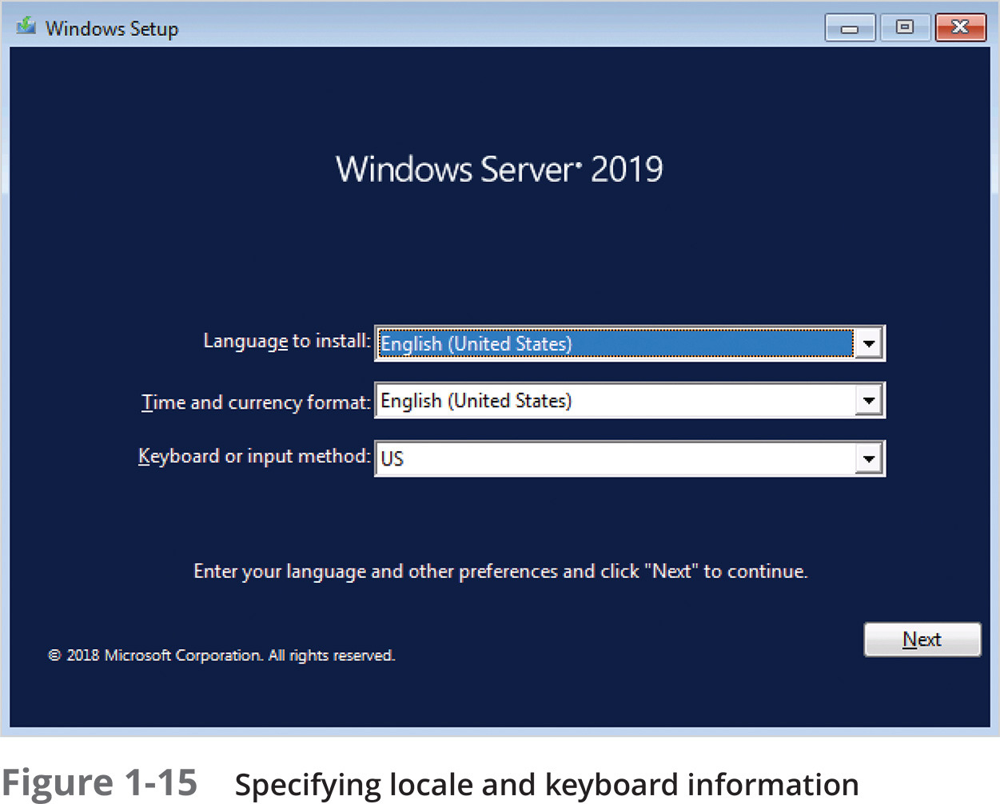 Windows Setup
Windows Server® 2019
Language to install: English (United States)
Time and currency format: English (United States)
Keyboard or input method: US
Enter your language and other preferences and click "Next" to continue.
Next
© 2018 Microsoft Corporation. All rights reserved.
Figure 1-15 Specifying locale and keyboard information